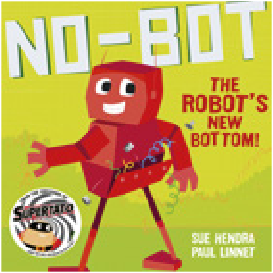 NO-BOT
THE
ROBOT'S
NEW
BOTTOM!
SUPERTATO
SUE HENDRA
PAUL LINNET